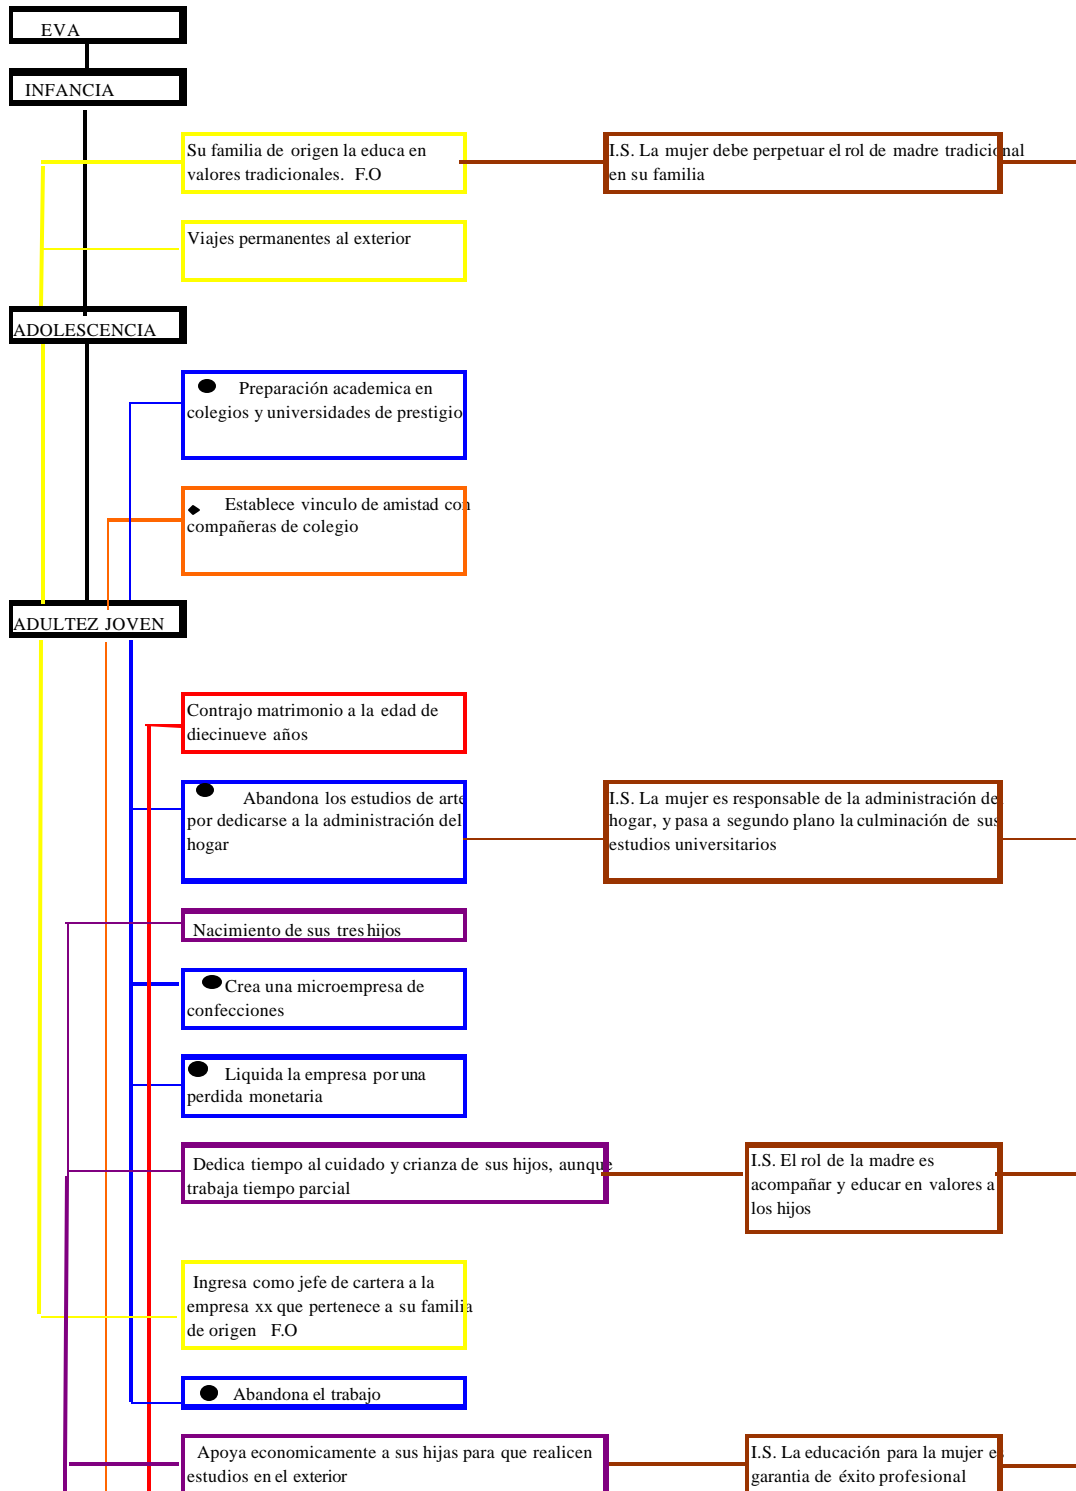 EVA
INFANCIA
Su familia de origen la educa en
valores tradicionales. F.O
I.S. La mujer debe perpetuar el rol de madre tradicional
en su familia
Viajes permanentes al exterior
ADOLESCENCIA
Preparación academica en
colegios y universidades de prestigio
Establece vinculo de amistad con
compañeras de colegio
ADULTEZ JOVEN
Contrajo matrimonio a la edad de
diecinueve años
Abandona los estudios de arte
por dedicarse a la administración del
hogar
I.S. La mujer es responsable de la administración del
hogar, y pasa a segundo plano la culminación de sus
estudios universitarios
Nacimiento de sus tres hijos
Crea una microempresa de
confecciones
Liquida la empresa por una
perdida monetaria
Dedica tiempo al cuidado y crianza de sus hijos, aunque
trabaja tiempo parcial
I.S. El rol de la madre es
acompañar y educar en valores a
los hijos
Ingresa como jefe de cartera a la
empresa xx que pertenece a su familia
de origen F.O
Abandona el trabajo
Apoya economicamente a sus hijas para que realicen
estudios en el exterior
I.S. La educación para la mujer es
garantia de éxito profesional